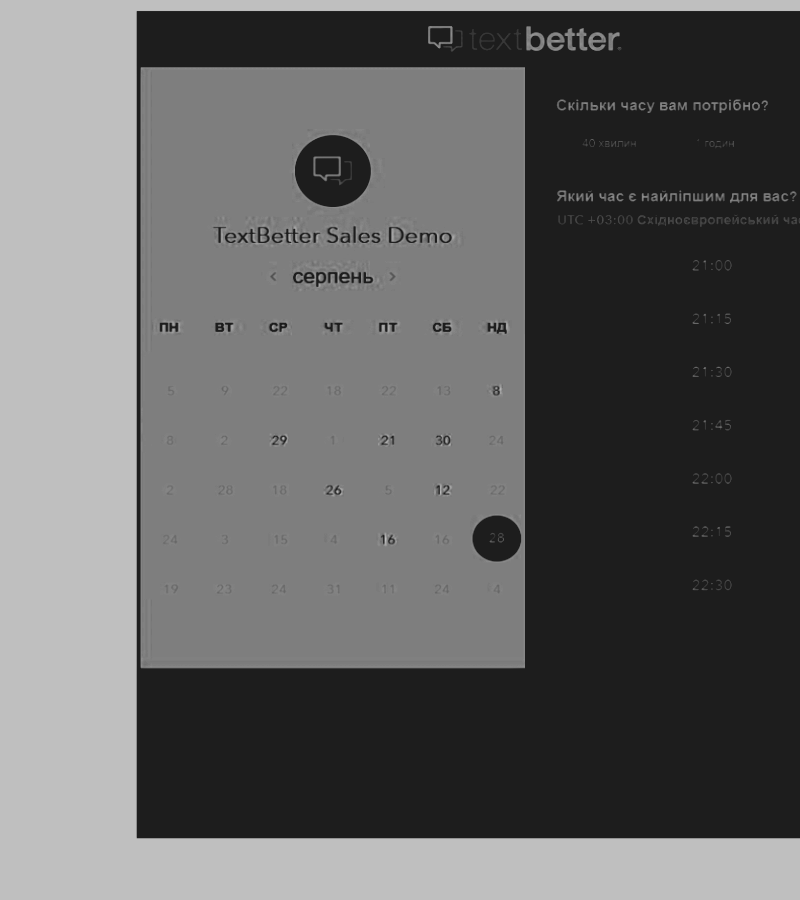 textbetter.
TextBetter Sales Demo
‹ серпень ›
ПН ВТ СР ЧТ ПТ СБ НД
5 9 22 18 22 13 8
8 2 29 1 21 30 24
2 28 18 26 5 12 22
24 3 15 4 16 16 28
19 23 24 31 11 24 4
Скільки часу вам потрібно?
40 хвилин 1 годин
Який час є найліпшим для вас?
UTC +03:00 Східноєвропейський
21:00
21:15
21:30
21:45
22:00
22:15
22:30